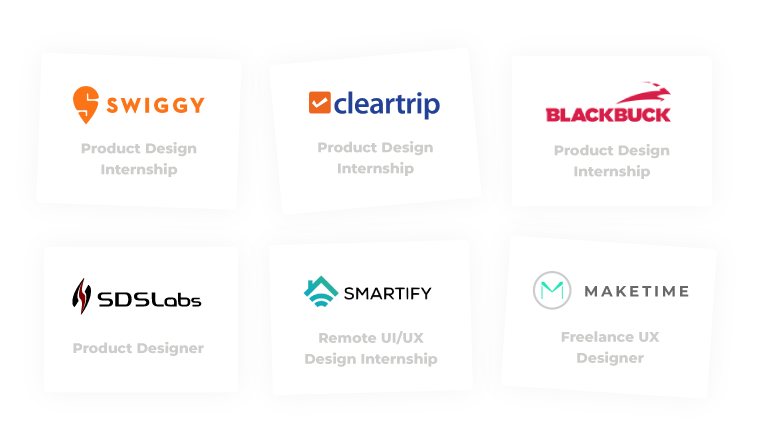 SWIGGY
Product Design
Internship
cleartrip
Product Design
Internship
BLACKBUCK
Product Design
Internship
SDSLabs
Product Designer
SMARTIFY
Remote UI/UX
Design Internship
MAKETIME
Freelance UX
Designer